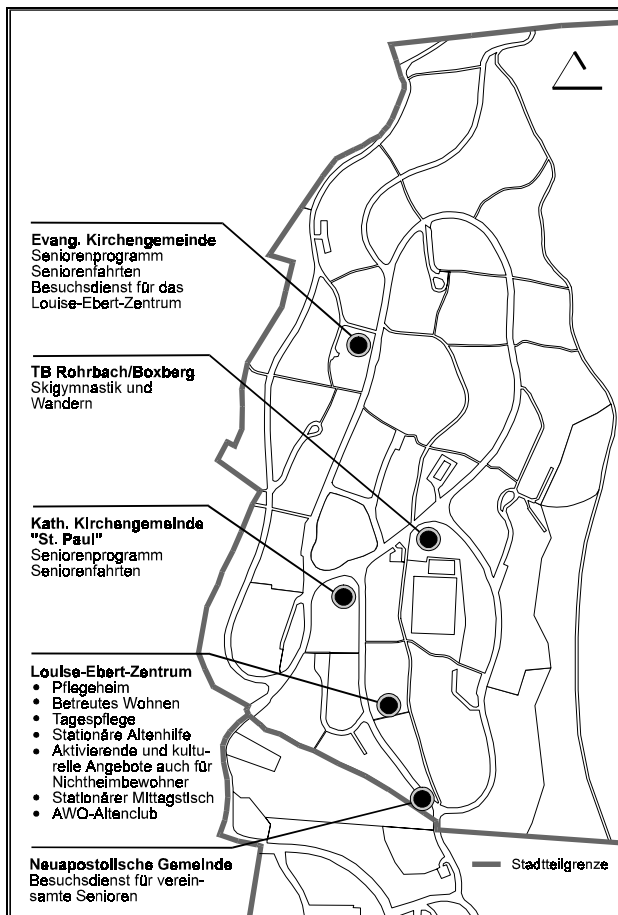 Evang. Kirchengemeinde
Seniorenprogramm
Seniorenfahrten
Besuchsdienst für das
Louise-Ebert-Zentrum
TB Rohrbach/Boxberg
Skigymnastik und
Wandern
Kath. Kirchengemeinde
"St. Paul"
Seniorenprogramm
Seniorenfahrten
Louise-Ebert-Zentrum
• Pflegeheim
• Betreutes Wohnen
• Tagespflege
• Stationäre Altenhilfe
• Aktivierende und kultu-
relle Angebote auch für
Nichtheimbewohner
• Stationärer Mittagstisch
• AWO-Altenclub
Neuapostolische Gemeinde
Besuchsdienst für verein-
samte Senioren
Stadtteilgrenze